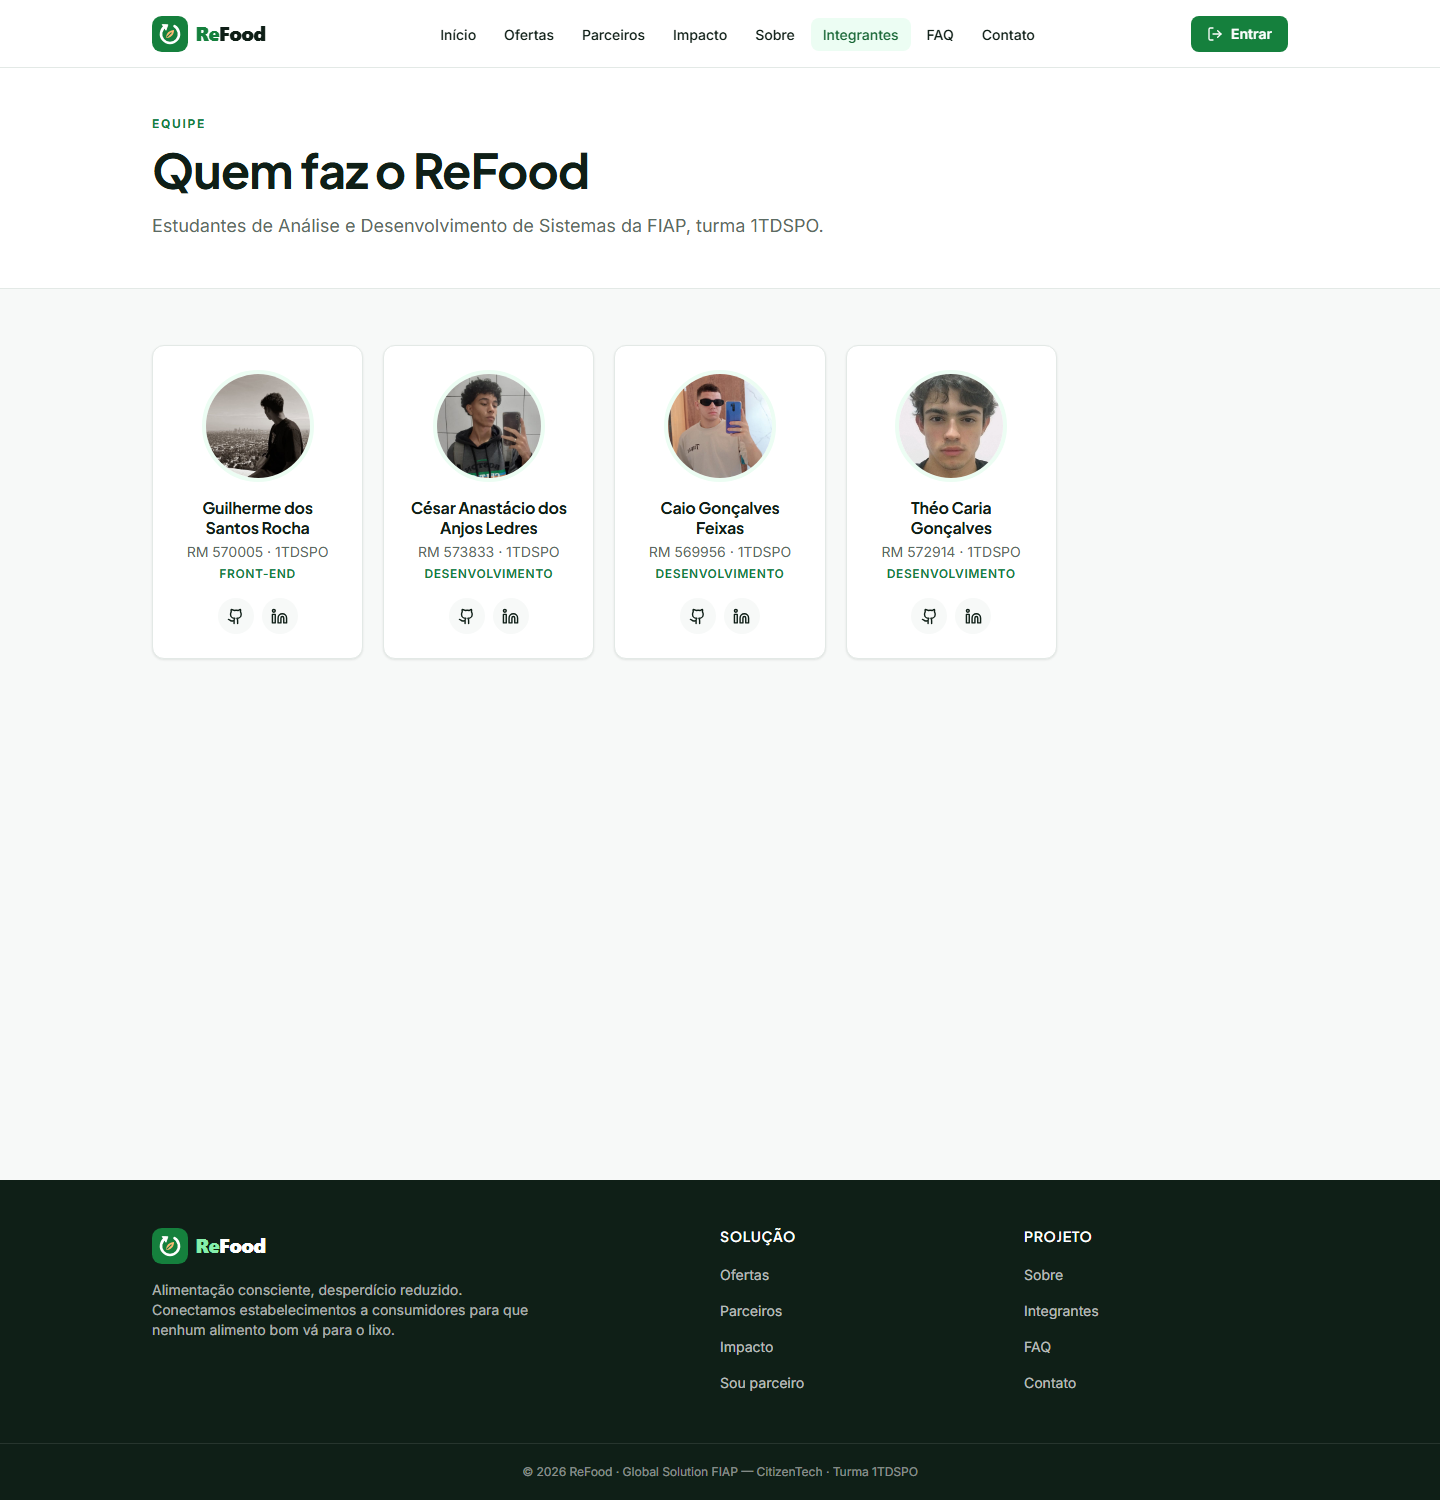 ReFood
Início
Ofertas
Parceiros
Impacto
Sobre
Integrantes
FAQ
Contato
Entrar
EQUIPE
Quem faz o ReFood
Estudantes de Análise e Desenvolvimento de Sistemas da FIAP, turma 1TDSPO.
Guilherme dos
Santos Rocha
RM 570005 · 1TDSPO
FRONT-END
César Anastácio dos
Anjos Ledres
RM 573833 · 1TDSPO
DESENVOLVIMENTO
Caio Gonçalves
Feixas
RM 569956 · 1TDSPO
DESENVOLVIMENTO
Théo Caria
Gonçalves
RM 572914 · 1TDSPO
DESENVOLVIMENTO
ReFood
Alimentação consciente, desperdício reduzido.
Conectamos estabelecimentos a consumidores para que
nenhum alimento bom vá para o lixo.
SOLUÇÃO
Ofertas
Parceiros
Impacto
Sou parceiro
PROJETO
Sobre
Integrantes
FAQ
Contato
© 2026 ReFood · Global Solution FIAP — CitizenTech · Turma 1TDSPO